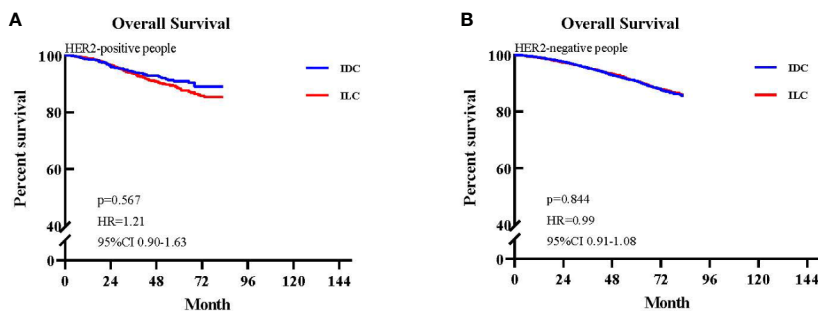 A
Overall Survival
HER2-positive people
100
80
60
40
0
Percent survival
IDC
ILC
p=0.567
HR=1.21
95%CI 0.90-1.63
0 24 48 72 96 120 144
Month
B
Overall Survival
HER2-negative people
100
80
60
40
0
Percent survival
IDC
ILC
p=0.844
HR=0.99
95%CI 0.91-1.08
0 24 48 72 96 120 144
Month